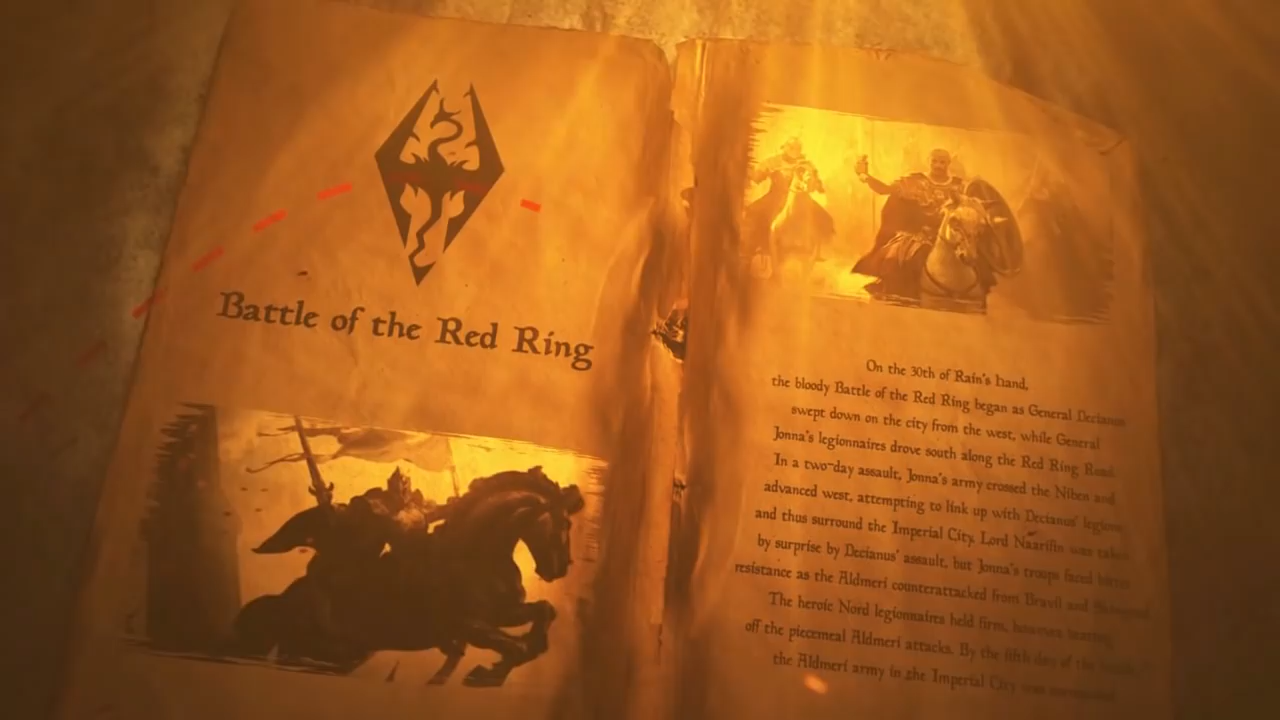 Battle of the Red Ring
On the 30th of Rain's Hand,
the bloody Battle of the Red Ring began as General Decianus
swept down on the city from the west, while General
Jonna's legionnaires drove south along the Red Ring Road.
In a two-day assault, Jonna's army crossed the Niben and
advanced west, attempting to link up with Decianus' legions
and thus surround the Imperial City. Lord Naarifin was taken
by surprise by Decianus' assault, but Jonna's troops faced bitter
resistance as the Aldmeri counterattacked from Bravil and
The heroic Nord legionnaires held firm, however, beating
off the piecemeal Aldmeri attacks. By the fifth day of the
the Aldmeri army in the Imperial City was surrounded